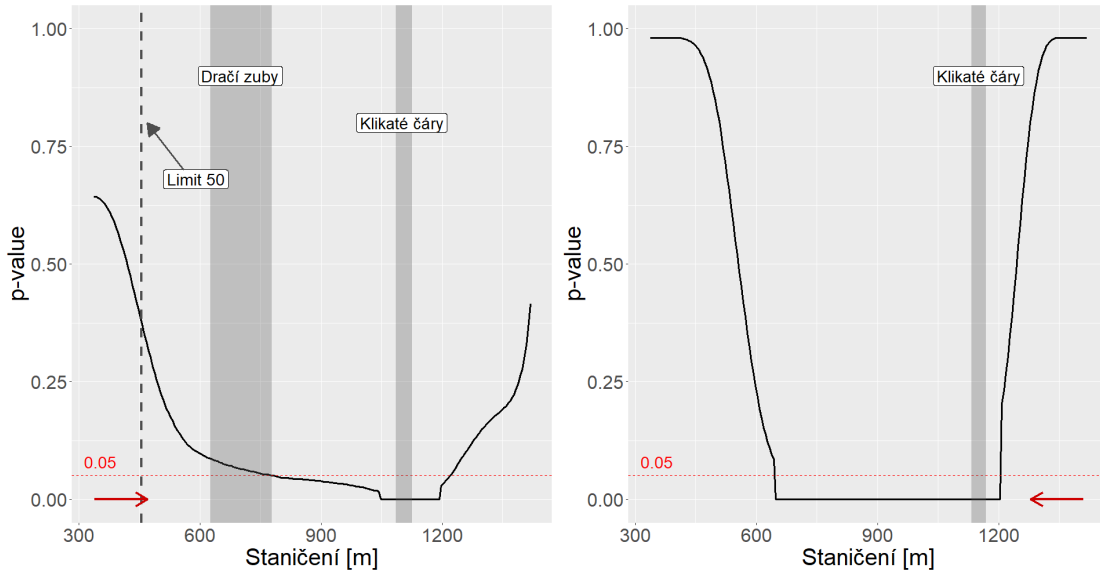 1.00
0.75
0.50
0.25
0.00
p-value
Dračí zuby
Klikaté čáry
Limit 50
0.05
300
600
900
1200
Staničení [m]
1.00
0.75
0.50
0.25
0.00
p-value
Klikaté čáry
0.05
300
600
900
1200
Staničení [m]